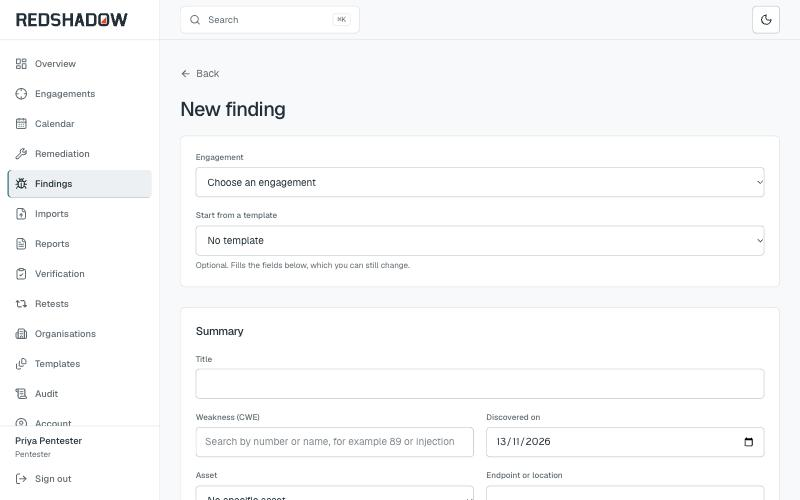 REDSHADOW
Search
⌘K
Overview
Engagements
Calendar
Remediation
Findings
Imports
Reports
Verification
Retests
Organisations
Templates
Audit
Account
Priya Pentester
Pentester
Sign out
Back
New finding
Engagement
Choose an engagement
Start from a template
No template
Optional. Fills the fields below, which you can still change.
Summary
Title
Weakness (CWE)
Search by number or name, for example 89 or injection
Discovered on
13/11/2026
Asset
No specific asset
Endpoint or location